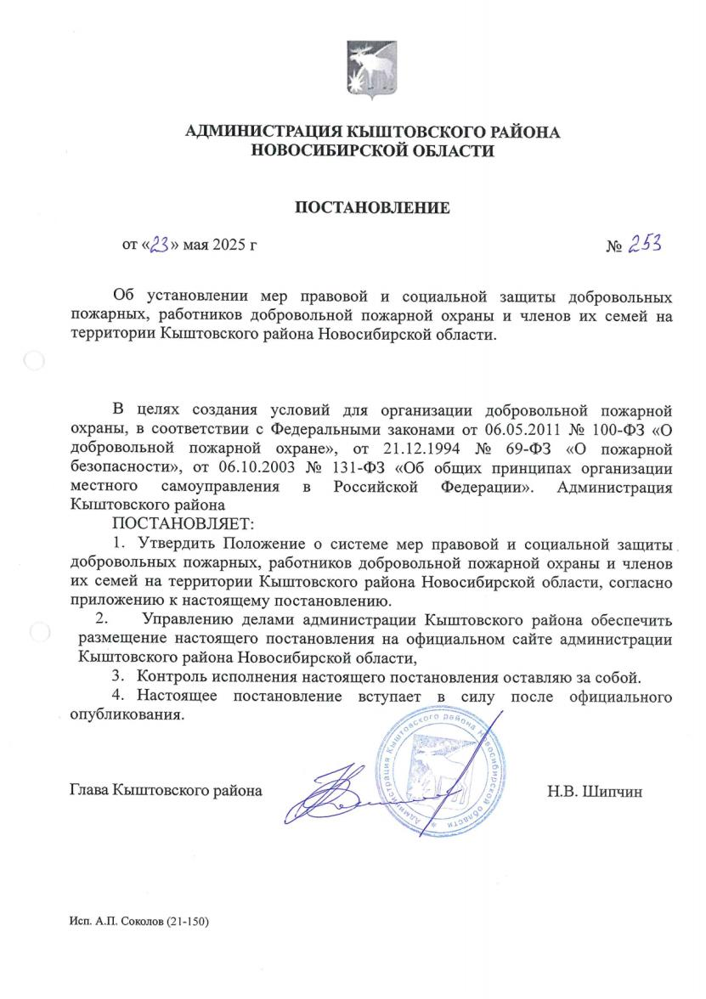 АДМИНИСТРАЦИЯ КЫШТОВСКОГО РАЙОНА
НОВОСИБИРСКОЙ ОБЛАСТИ
ПОСТАНОВЛЕНИЕ
от «23» мая 2025 г № 253
Об установлении мер правовой и социальной защиты добровольных
пожарных, работников добровольной пожарной охраны и членов их семей на
территории Кыштовского района Новосибирской области.
В целях создания условий для организации добровольной пожарной
охраны, в соответствии с Федеральными законами от 06.05.2011 № 100-ФЗ «О
добровольной пожарной охране», от 21.12.1994 № 69-ФЗ «О пожарной
безопасности», от 06.10.2003 № 131-ФЗ «Об общих принципах организации
местного самоуправления в Российской Федерации». Администрация
Кыштовского района
ПОСТАНОВЛЯЕТ:
1. Утвердить Положение о системе мер правовой и социальной защиты
добровольных пожарных, работников добровольной пожарной охраны и членов
их семей на территории Кыштовского района Новосибирской области, согласно
приложению к настоящему постановлению.
2. Управлению делами администрации Кыштовского района обеспечить
размещение настоящего постановления на официальном сайте администрации
Кыштовского района Новосибирской области,
3. Контроль исполнения настоящего постановления оставляю за собой.
4. Настоящее постановление вступает в силу после официального
опубликования.
Администрация Кыштовского района Новосибирской области
Глава Кыштовского района Н.В. Шипчин
Исп. А.П. Соколов (21-150)